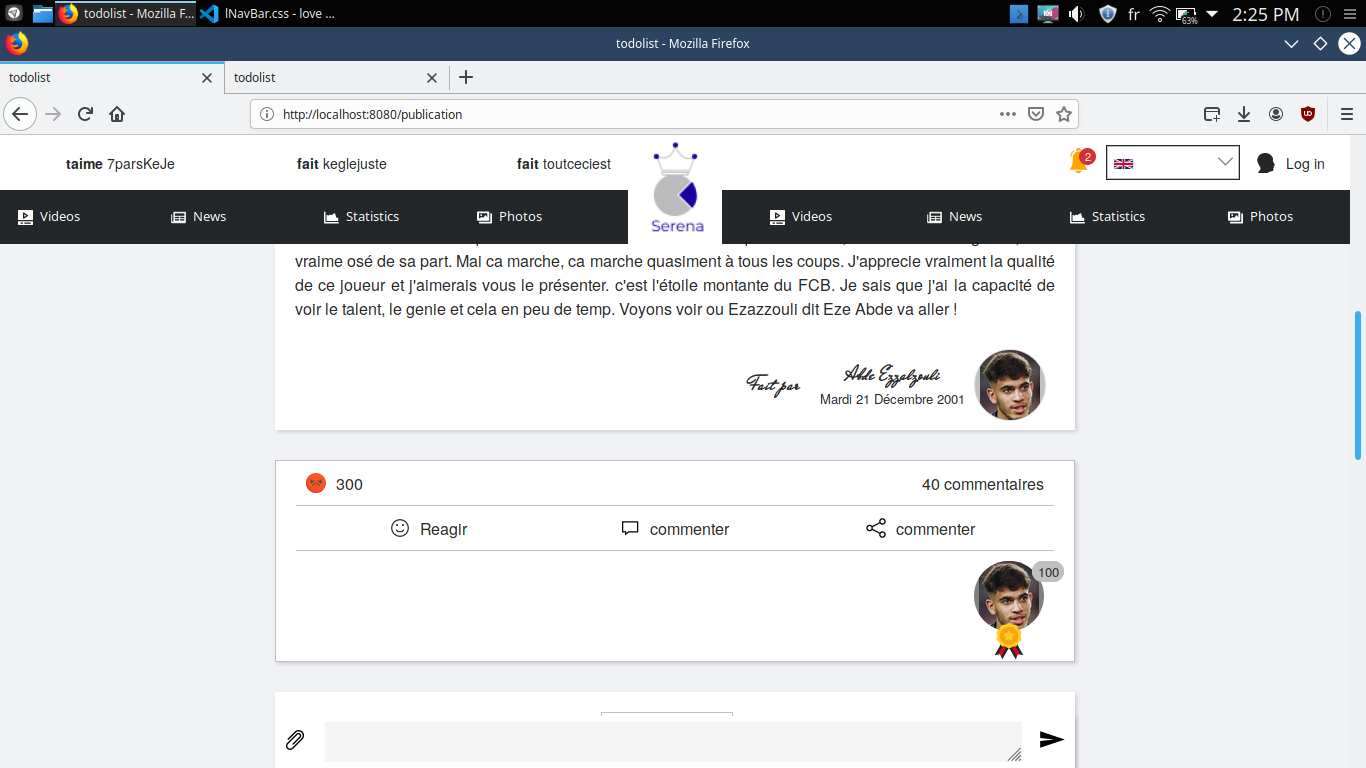 todolist - Mozilla F...
lNavBar.css - love ...
fr
63%
2:25 PM
todolist - Mozilla Firefox
todolist
todolist
http://localhost:8080/publication
taime 7parsKeJe
fait keglejuste
fait toutceciest
2
Log in
Videos
News
Statistics
Photos
Serena
Videos
News
Statistics
Photos
vraime osé de sa part. Mai ca marche, ca marche quasiment à tous les coups. J'apprecie vraiment la qualité
de ce joueur et j'aimerais vous le présenter. c'est l'étoile montante du FCB. Je sais que j'ai la capacité de
voir le talent, le genie et cela en peu de temp. Voyons voir ou Ezazzouli dit Eze Abde va aller !
Fait par
Abde Ezzalzouli
Mardi 21 Décembre 2001
300
40 commentaires
Reagir
commenter
commenter
100